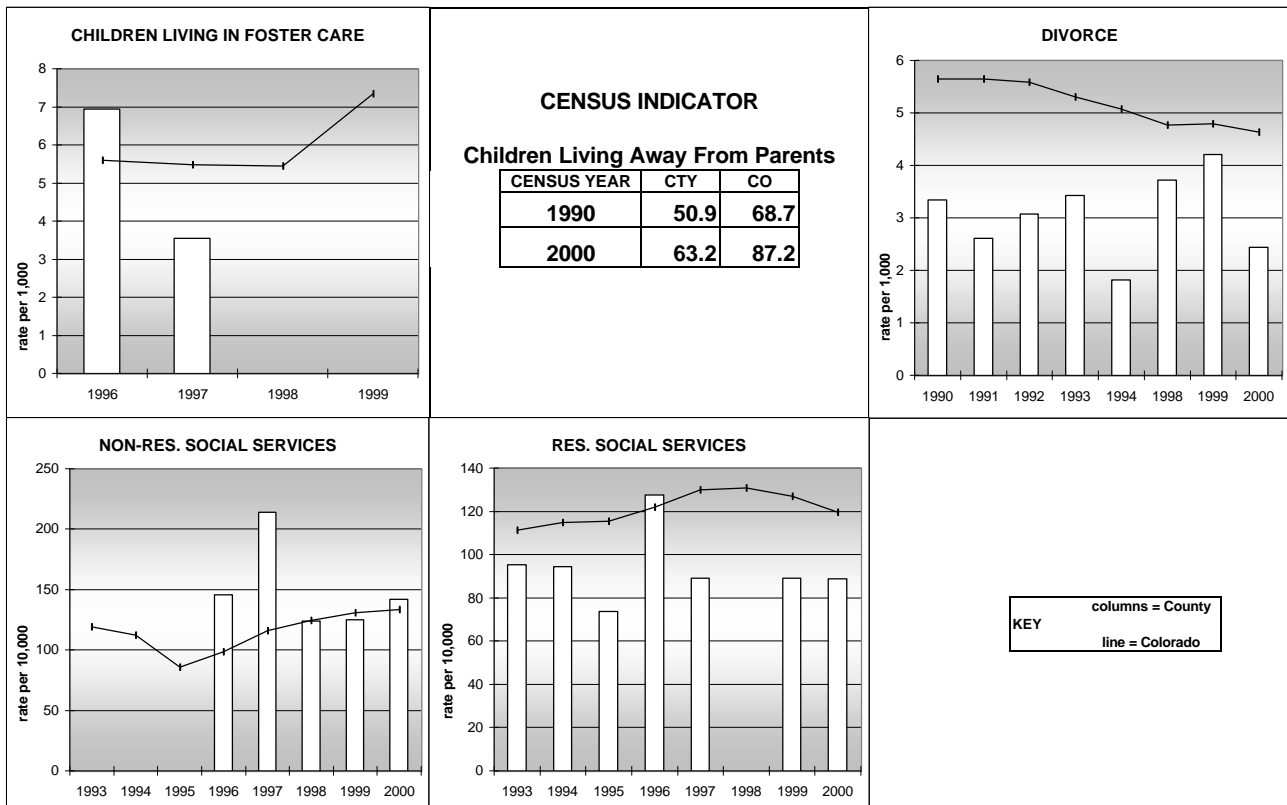 CHILDREN LIVING IN FOSTER CARE
8
7
6
5
4
3
2
1
0
rate per 1,000
1996 1997 1998 1999
CENSUS INDICATOR
Children Living Away From Parents
CENSUS YEAR CTY CO
1990 50.9 68.7
2000 63.2 87.2
DIVORCE
6
5
4
3
2
1
0
rate per 1,000
1990 1991 1992 1993 1994 1998 1999 2000
NON-RES. SOCIAL SERVICES
250
200
150
100
50
0
rate per 10,000
1993 1994 1995 1996 1997 1998 1999 2000
RES. SOCIAL SERVICES
140
120
100
80
60
40
20
0
rate per 10,000
1993 1994 1995 1996 1997 1998 1999 2000
columns = County
KEY
line = Colorado